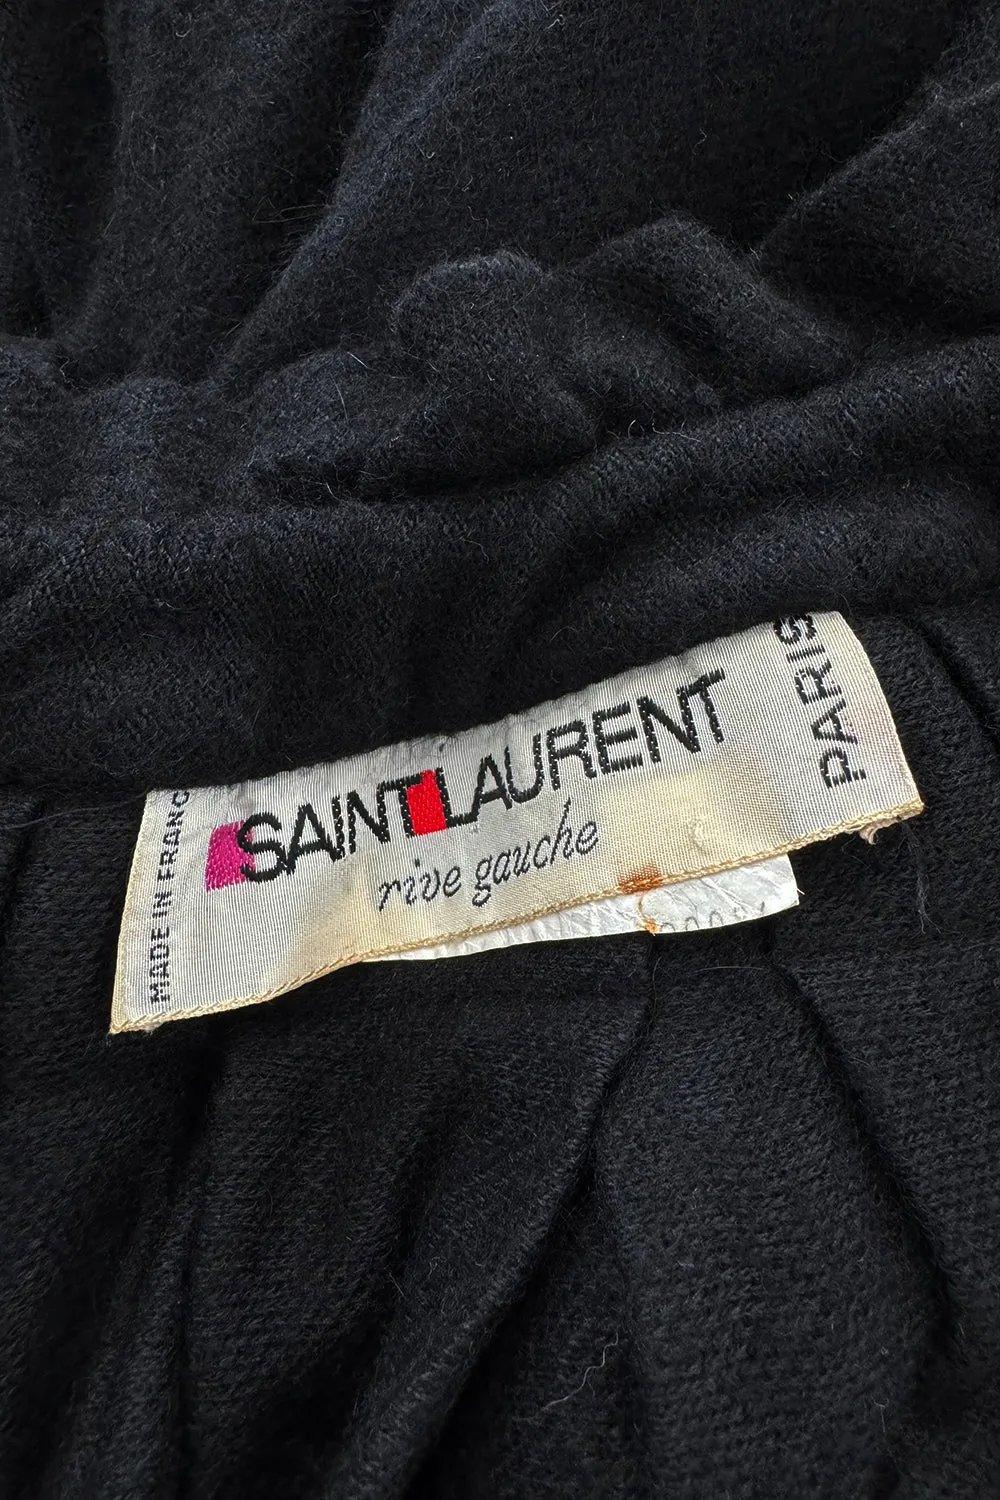 MADE IN FRANC
SAINT LAURENT
rive gauche
PARIS